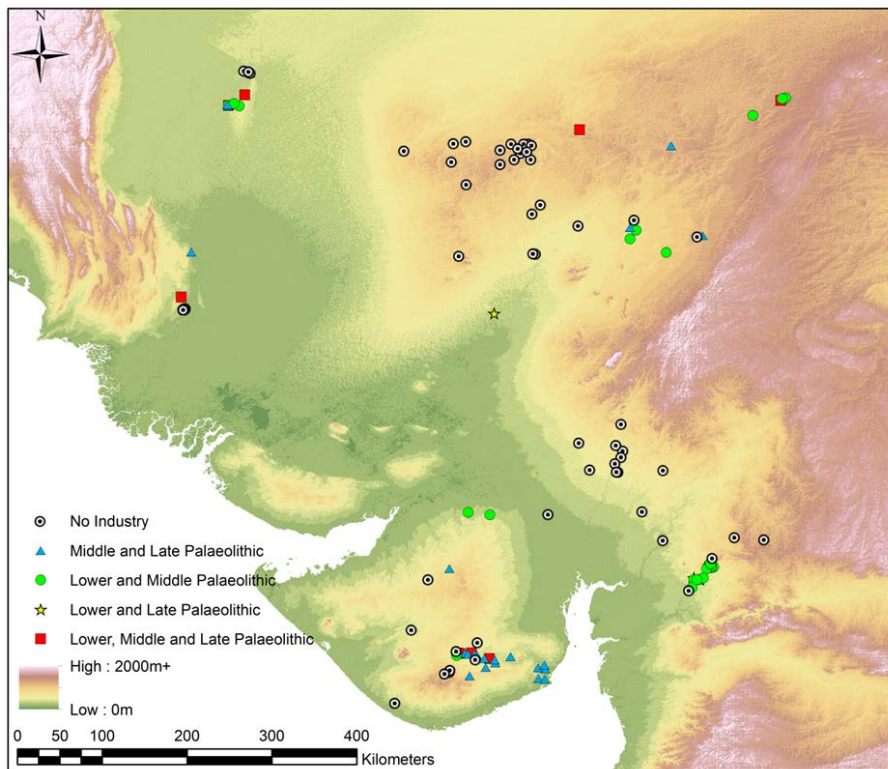 N
No Industry
Middle and Late Palaeolithic
Lower and Middle Palaeolithic
Lower and Late Palaeolithic
Lower, Middle and Late Palaeolithic
High : 2000m+
Low : 0m
0 100 200 300 400
Kilometers